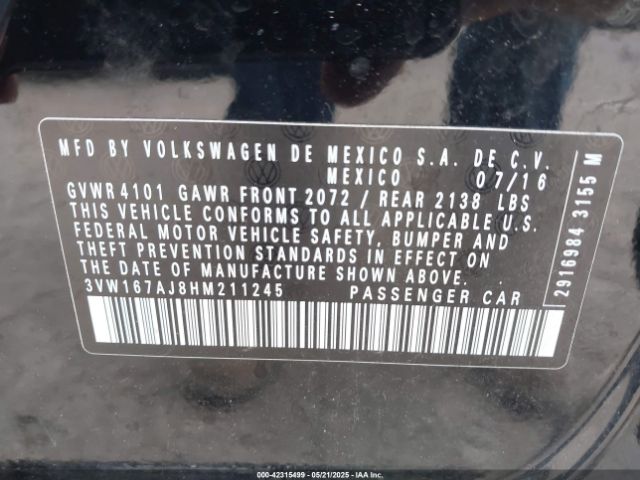 MFD BY VOLKSWAGEN DE MEXICO S.A. DE C.V.
MEXICO 07/16
GVWR 4101 GAWR FRONT 2072 / REAR 2138 LBS
THIS VEHICLE CONFORMS TO ALL APPLICABLE U.S.
FEDERAL MOTOR VEHICLE SAFETY, BUMPER AND
THEFT PREVENTION STANDARDS IN EFFECT ON
THE DATE OF MANUFACTURE SHOWN ABOVE.
3VW167AJ8HM211245 PASSENGER CAR
2916984 3155 M
000-42315499 - 05/21/2025 - IAAI.COM